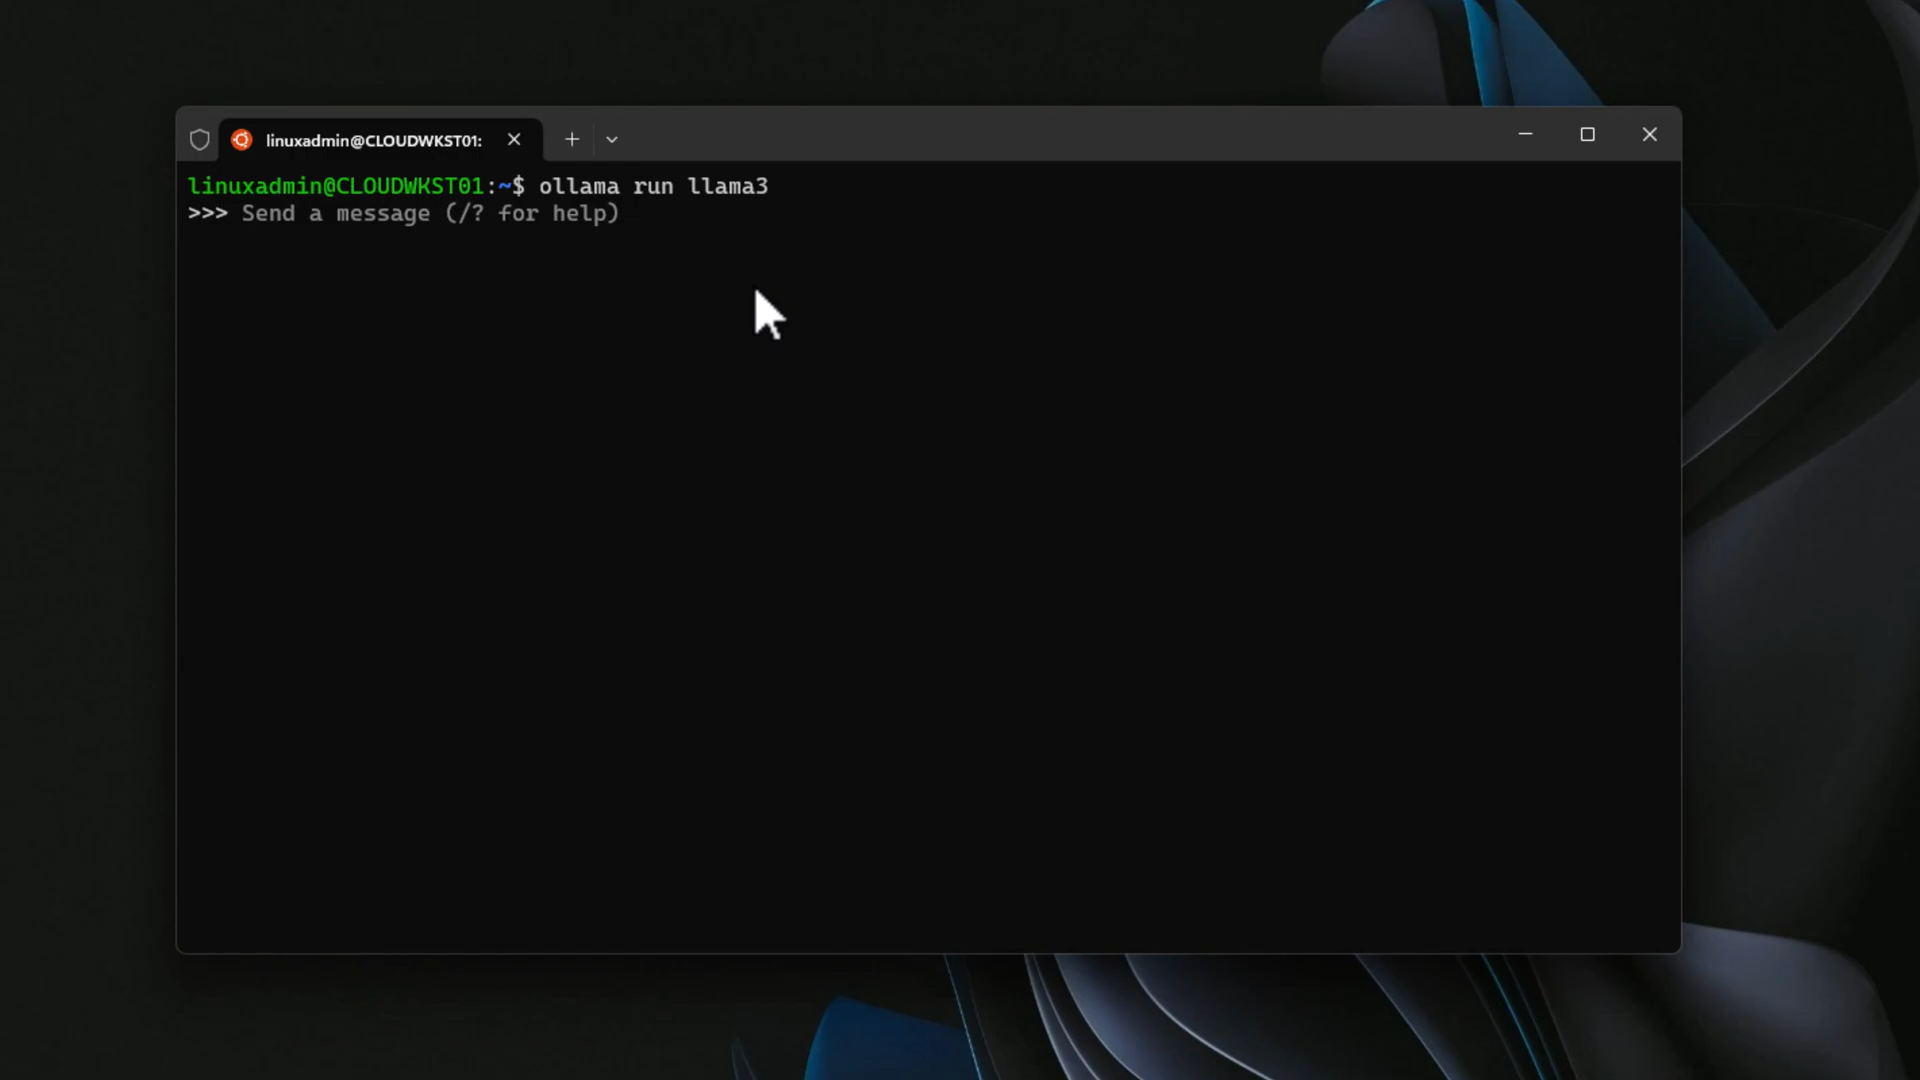 linuxadmin@CLOUDWKST01:
linuxadmin@CLOUDWKST01:~$ ollama run llama3
>>> Send a message (/? for help)